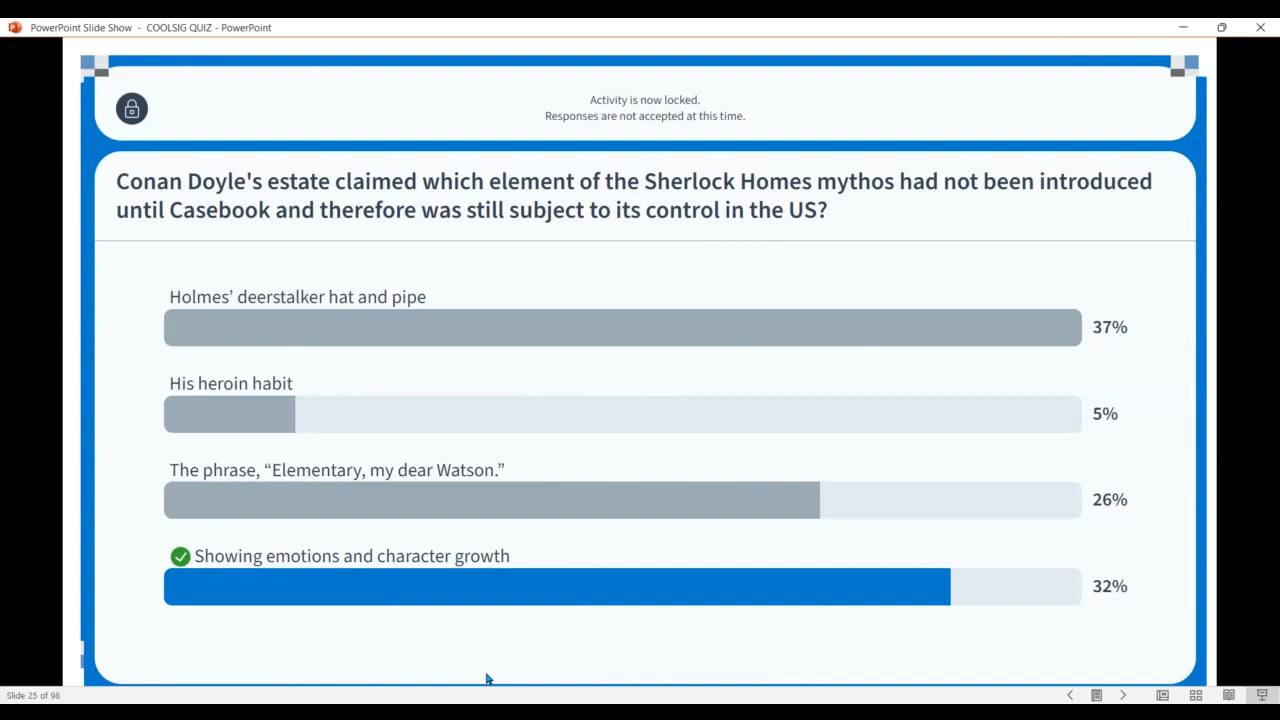 PowerPoint Slide Show - COOLSIG QUIZ - PowerPoint
Activity is now locked.
Responses are not accepted at this time.
Conan Doyle's estate claimed which element of the Sherlock Homes mythos had not been introduced
until Casebook and therefore was still subject to its control in the US?
Holmes’ deerstalker hat and pipe
37%
His heroin habit
5%
The phrase, “Elementary, my dear Watson.”
26%
Showing emotions and character growth
32%
Slide 25 of 98